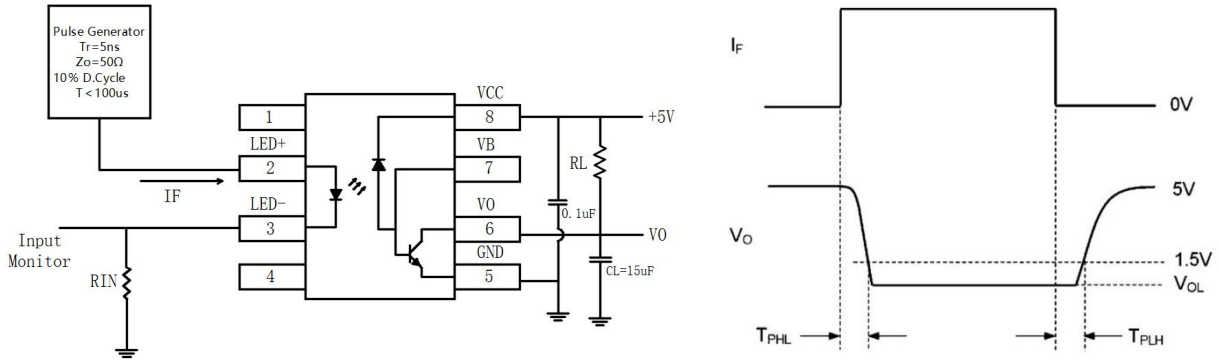 Pulse Generator
Tr=5ns
Zo=50Ω
10% D.Cycle
T<100us
1
LED+
2
IF
LED-
3
Input
Monitor
RIN
4
VCC
8
+5V
VB
7
RL
VO
6
0.1uF
VO
GND
5
CL=15uF
IF
0V
5V
VO
1.5V
VOL
TPHL
TPLH